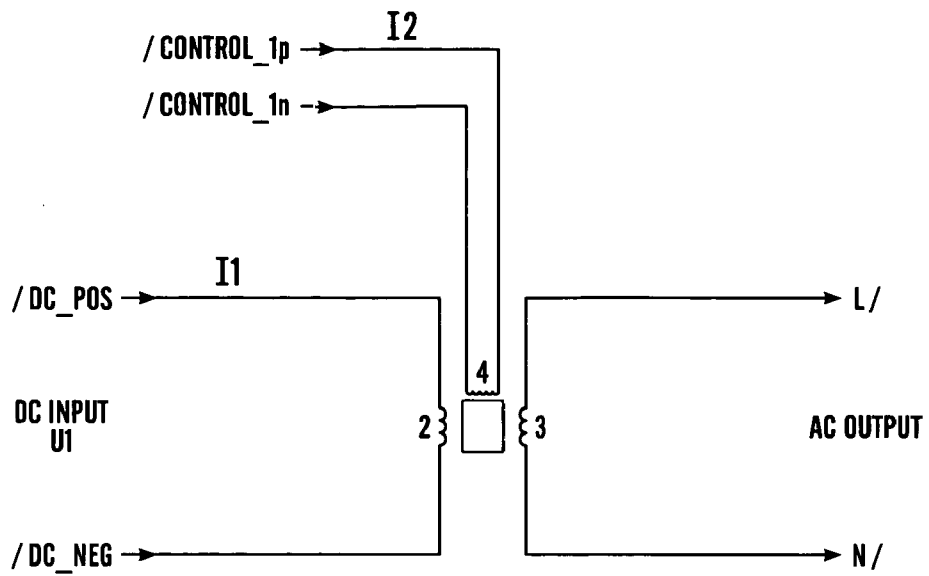 I2
/ CONTROL_1p
/ CONTROL_1n
I1
/ DC_POS
L /
4
DC INPUT
U1
2
3
AC OUTPUT
/ DC_NEG
N /